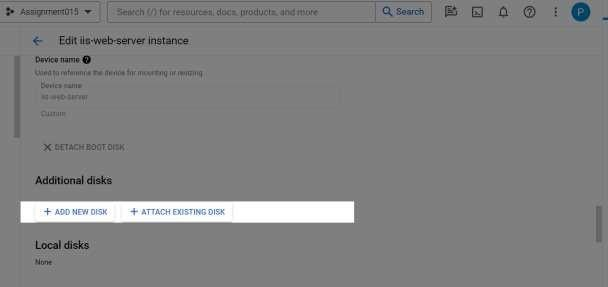 Assignment015
Search (/) for resources, docs, products, and more
Search
P
Edit iis-web-server instance
Device name
Used to reference the device for mounting or resizing.
Device name
iis-web-server
Custom
DETACH BOOT DISK
Additional disks
ADD NEW DISK
ATTACH EXISTING DISK
Local disks
None